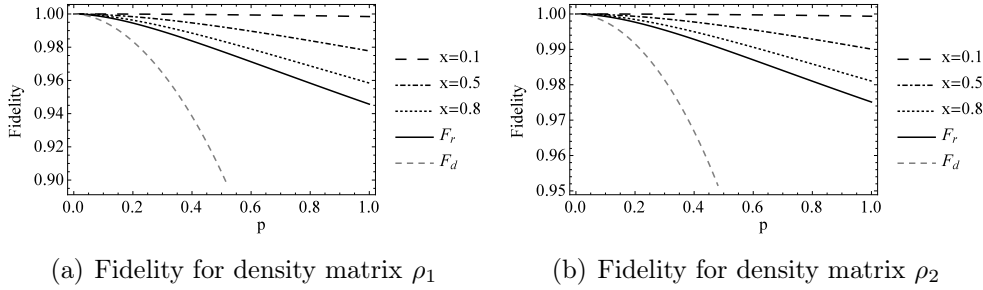 1.00
0.98
0.96
0.94
0.92
0.90
Fidelity
0.0 0.2 0.4 0.6 0.8 1.0
p
x=0.1
x=0.5
x=0.8
F_r
F_d
(a) Fidelity for density matrix ρ₁
1.00
0.99
0.98
0.97
0.96
0.95
Fidelity
0.0 0.2 0.4 0.6 0.8 1.0
p
x=0.1
x=0.5
x=0.8
F_r
F_d
(b) Fidelity for density matrix ρ₂